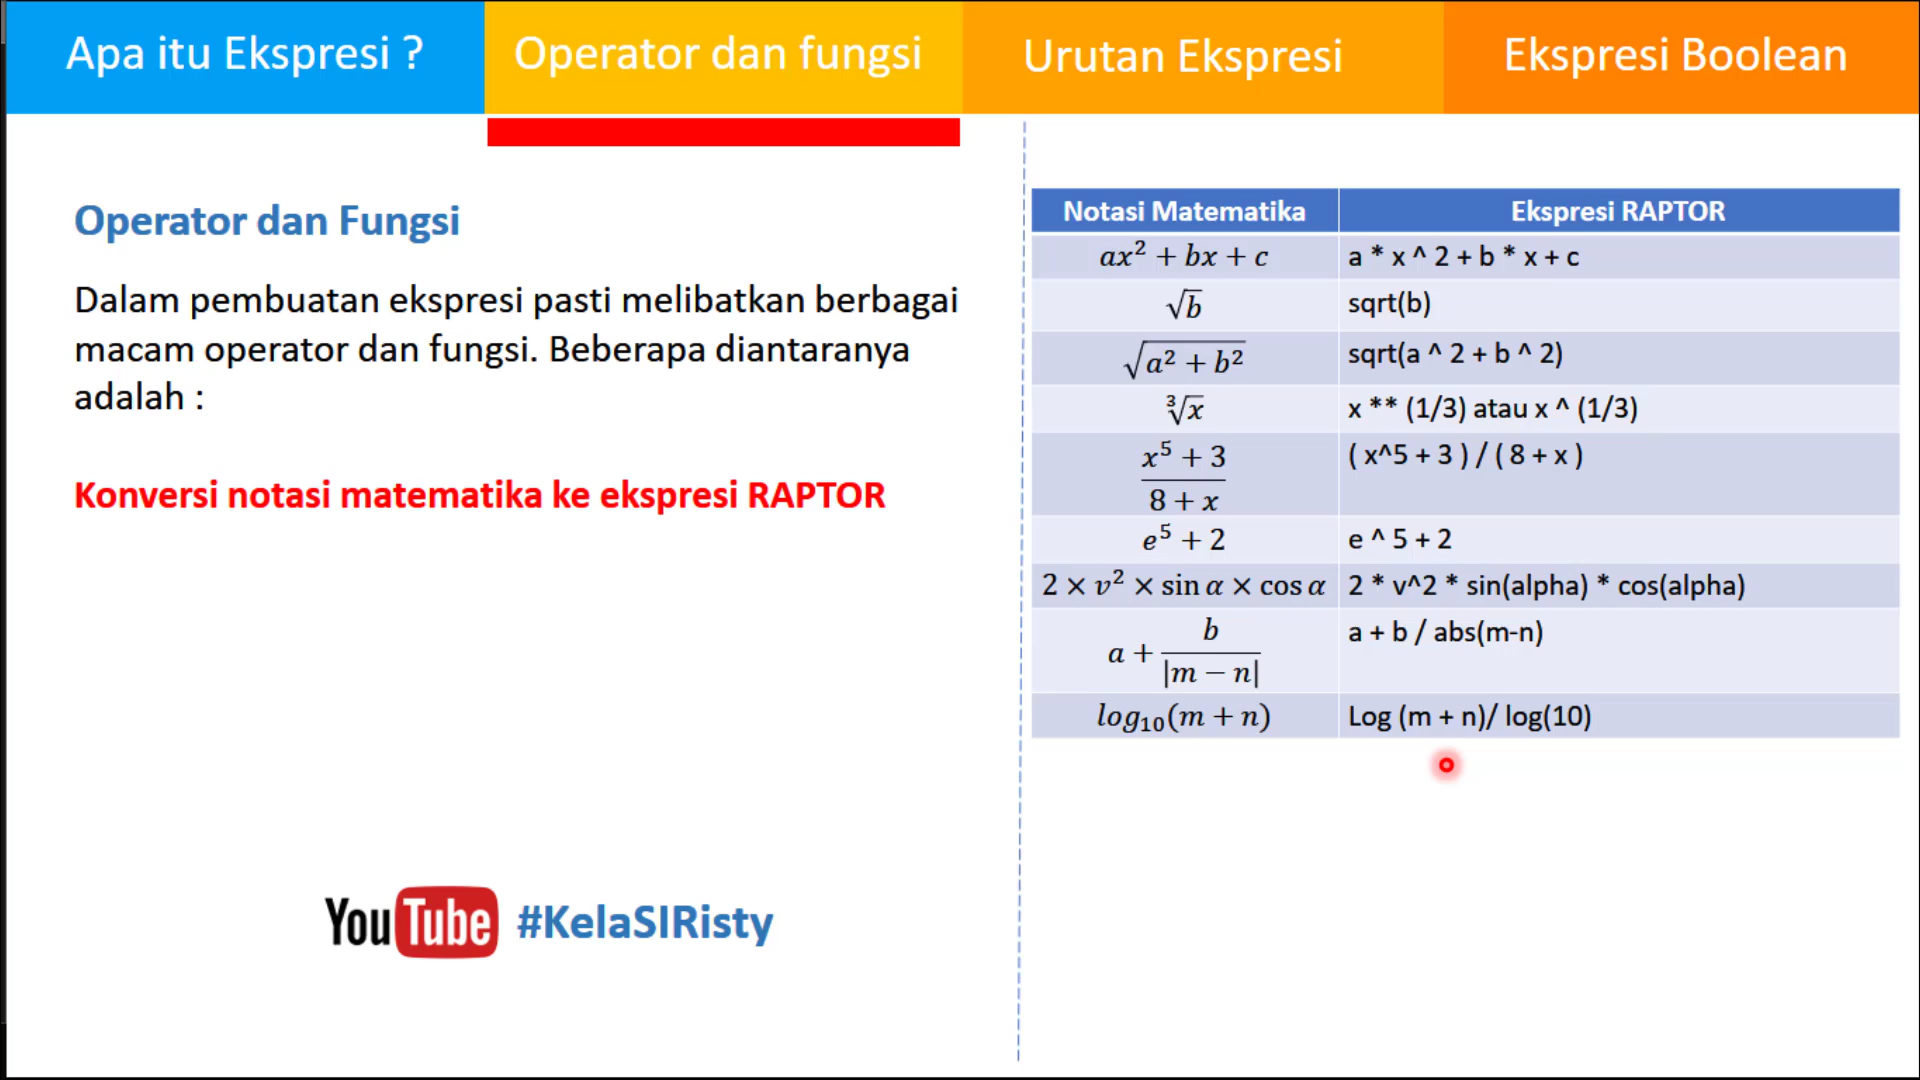 Apa itu Ekspresi ?
Operator dan fungsi
Urutan Ekspresi
Ekspresi Boolean
Operator dan Fungsi
Dalam pembuatan ekspresi pasti melibatkan berbagai
macam operator dan fungsi. Beberapa diantaranya
adalah :
Konversi notasi matematika ke ekspresi RAPTOR
YouTube #KelaSIRisty
Notasi Matematika Ekspresi RAPTOR
ax² + bx + c a * x ^ 2 + b * x + c
√b sqrt(b)
√(a² + b²) sqrt(a ^ 2 + b ^ 2)
∛x x ** (1/3) atau x ^ (1/3)
(x⁵ + 3)/(8 + x) ( x^5 + 3 ) / ( 8 + x )
e⁵ + 2 e ^ 5 + 2
2 × v² × sin α × cos α 2 * v^2 * sin(alpha) * cos(alpha)
a + b/|m − n| a + b / abs(m-n)
log₁₀(m + n) Log (m + n)/ log(10)